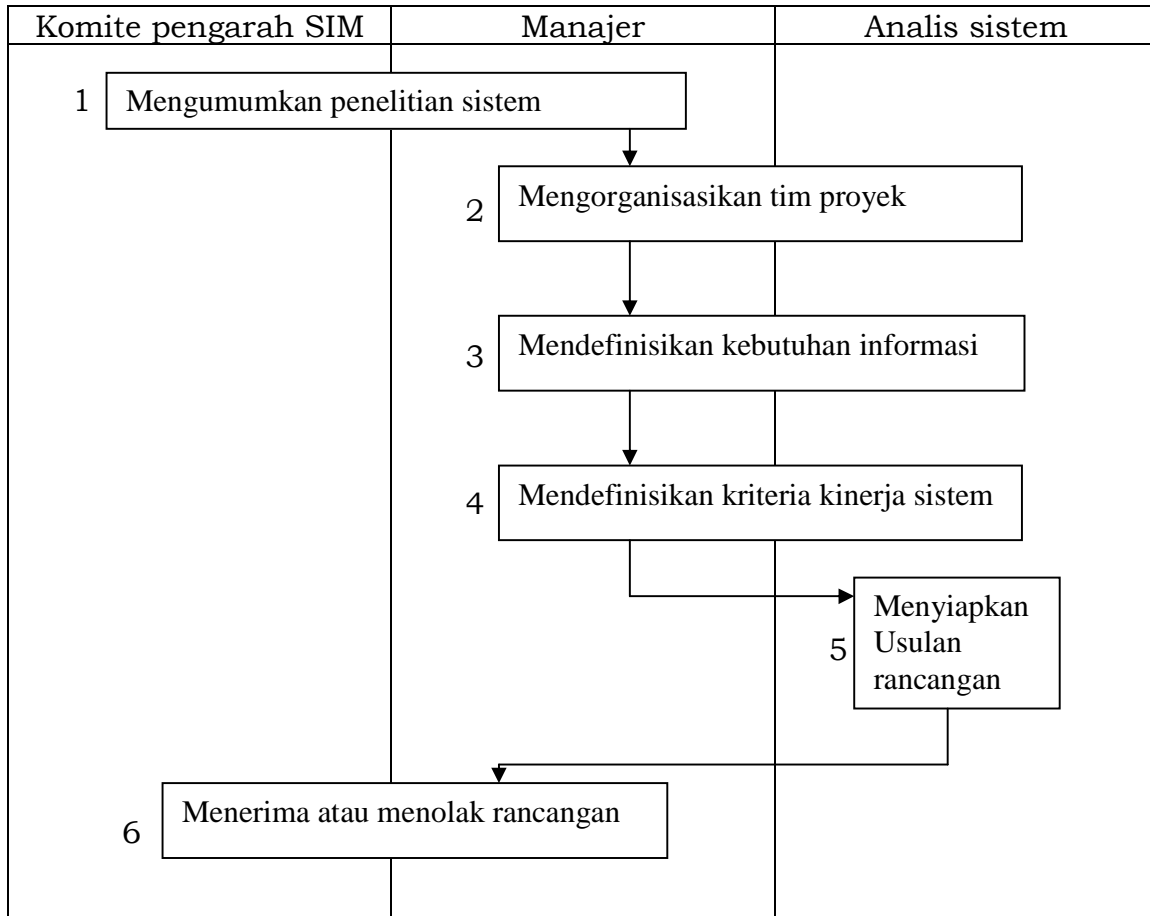 Komite pengarah SIM
Manajer
Analis sistem
1
Mengumumkan penelitian sistem
2
Mengorganisasikan tim proyek
3
Mendefinisikan kebutuhan informasi
4
Mendefinisikan kriteria kinerja sistem
5
Menyiapkan
Usulan
rancangan
6
Menerima atau menolak rancangan